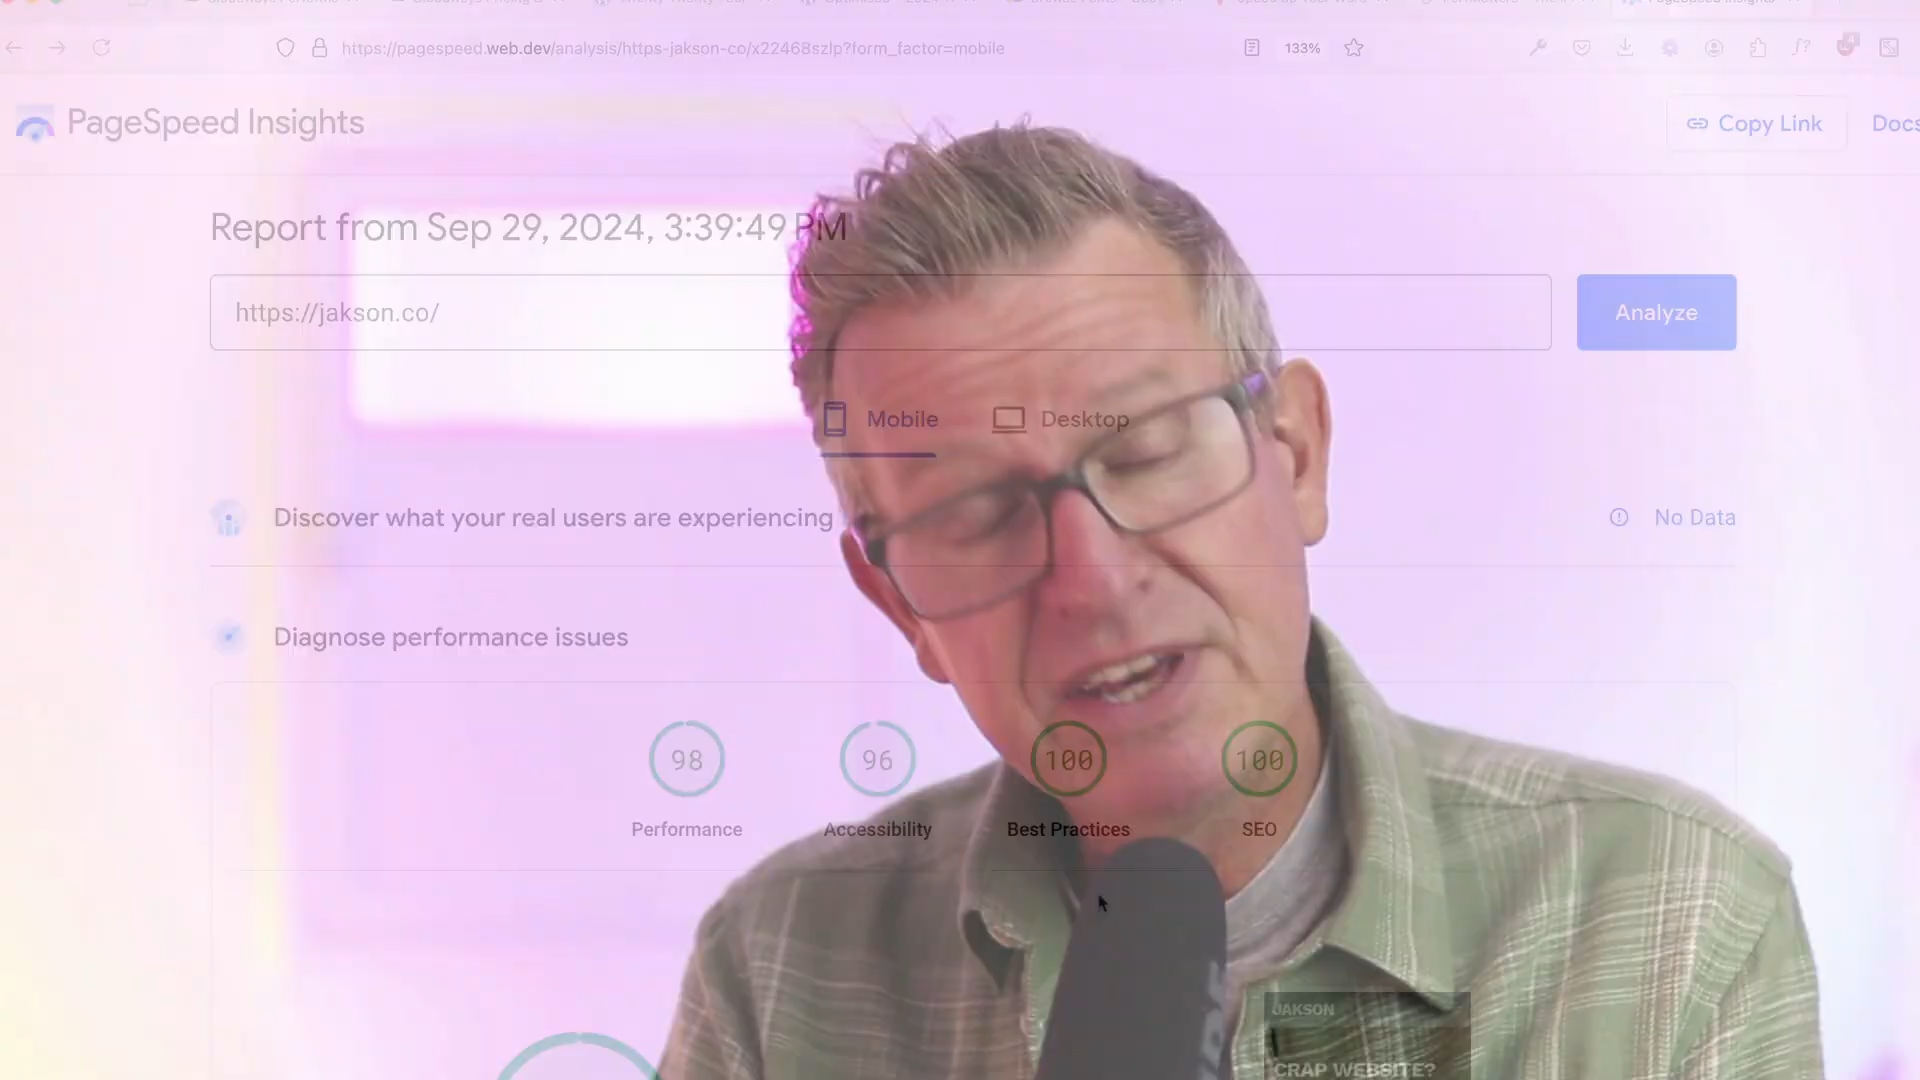 https://pagespeed.web.dev/analysis/https-jakson-co/x22468szlp?form_factor=mobile
133%
PageSpeed Insights
Copy Link
Docs
Report from Sep 29, 2024, 3:39:49 PM
https://jakson.co/
Analyze
Mobile
Desktop
Discover what your real users are experiencing
No Data
Diagnose performance issues
98
96
100
100
Performance
Accessibility
Best Practices
SEO
JAKSON
CRAP WEBSITE?